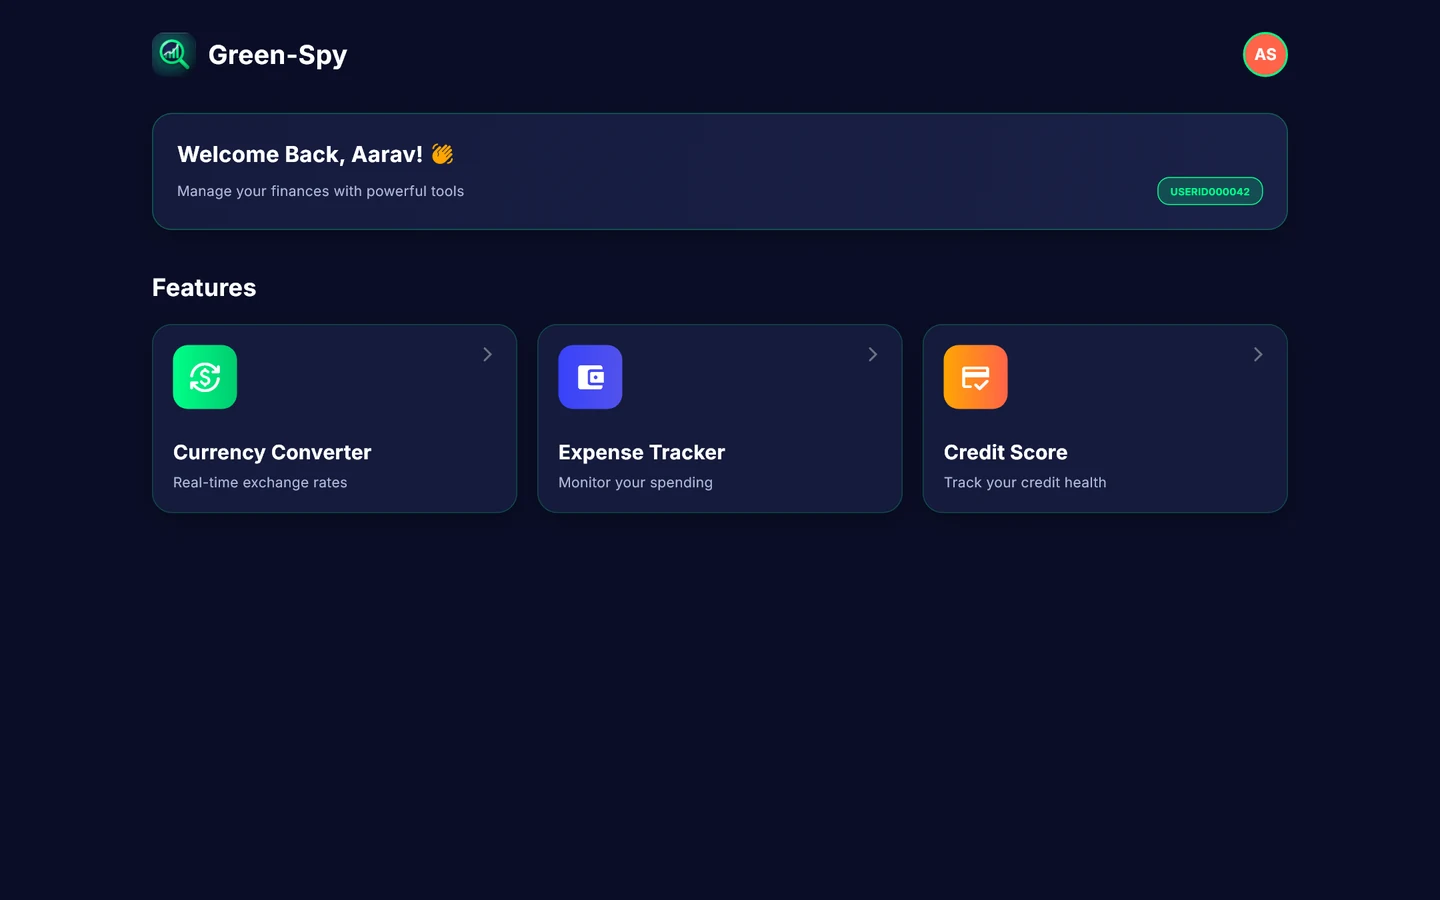 Green-Spy
AS
Welcome Back, Aarav! 👋
Manage your finances with powerful tools
USERID000042
Features
Currency Converter
Real-time exchange rates
Expense Tracker
Monitor your spending
Credit Score
Track your credit health